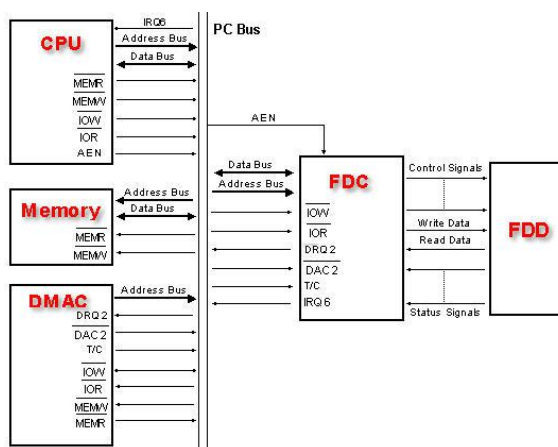 IRQ6
PC Bus
CPU
Address Bus
Data Bus
MEMR
MEMW
IOW
IOR
AEN
AEN
Memory
Address Bus
Data Bus
MEMR
MEMW
DMAC
Address Bus
DRQ2
DAC2
T/C
IOW
IOR
MEMW
MEMR
Data Bus
Address Bus
FDC
IOW
IOR
DRQ2
DAC2
T/C
IRQ6
Control Signals
Write Data
Read Data
Status Signals
FDD